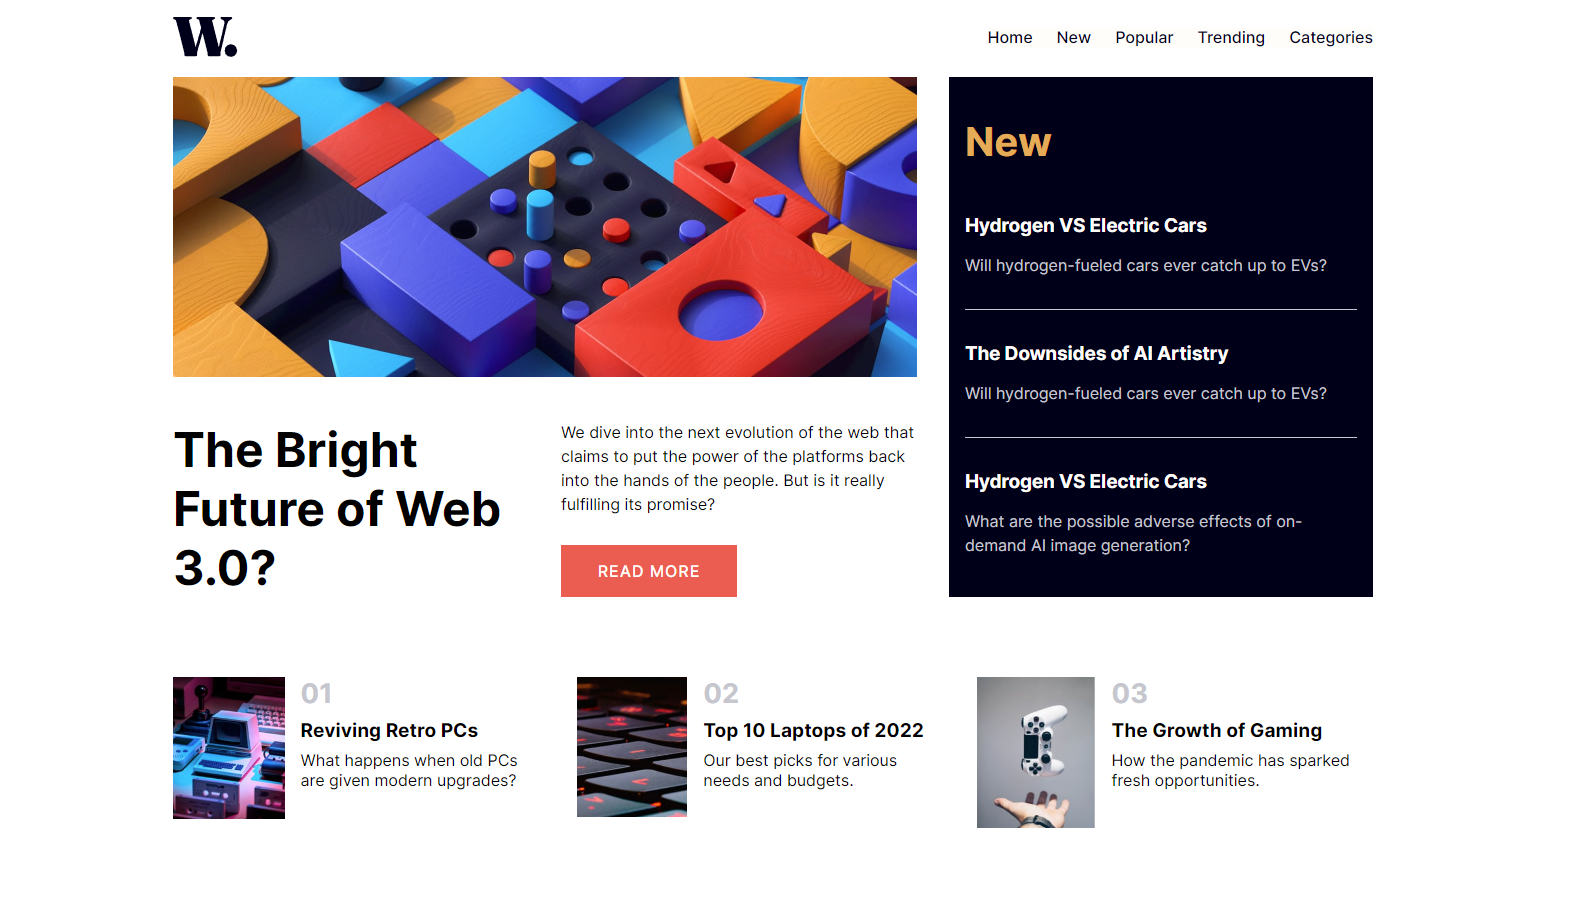 W.
Home New Popular Trending Categories
New
Hydrogen VS Electric Cars
Will hydrogen-fueled cars ever catch up to EVs?
The Downsides of AI Artistry
Will hydrogen-fueled cars ever catch up to EVs?
Hydrogen VS Electric Cars
What are the possible adverse effects of on-
demand AI image generation?
The Bright
Future of Web
3.0?
We dive into the next evolution of the web that
claims to put the power of the platforms back
into the hands of the people. But is it really
fulfilling its promise?
READ MORE
01
Reviving Retro PCs
What happens when old PCs
are given modern upgrades?
02
Top 10 Laptops of 2022
Our best picks for various
needs and budgets.
03
The Growth of Gaming
How the pandemic has sparked
fresh opportunities.